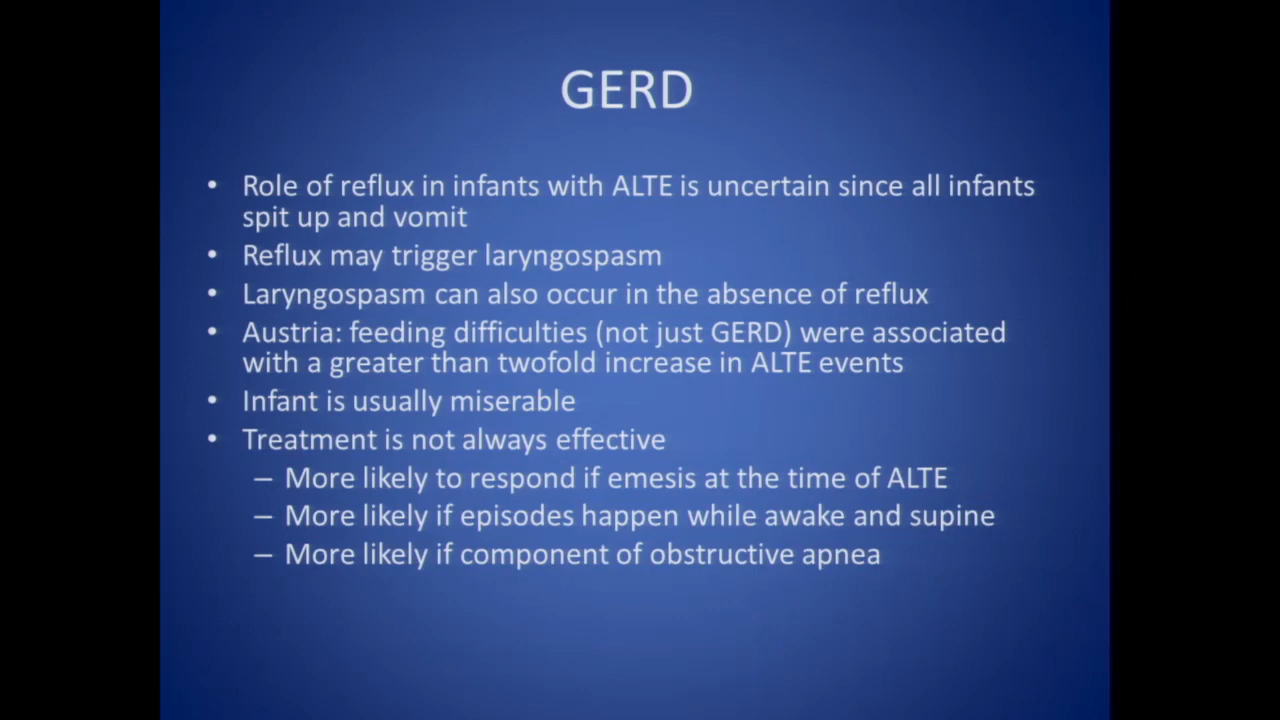 GERD
• Role of reflux in infants with ALTE is uncertain since all infants
spit up and vomit
• Reflux may trigger laryngospasm
• Laryngospasm can also occur in the absence of reflux
• Austria: feeding difficulties (not just GERD) were associated
with a greater than twofold increase in ALTE events
• Infant is usually miserable
• Treatment is not always effective
– More likely to respond if emesis at the time of ALTE
– More likely if episodes happen while awake and supine
– More likely if component of obstructive apnea